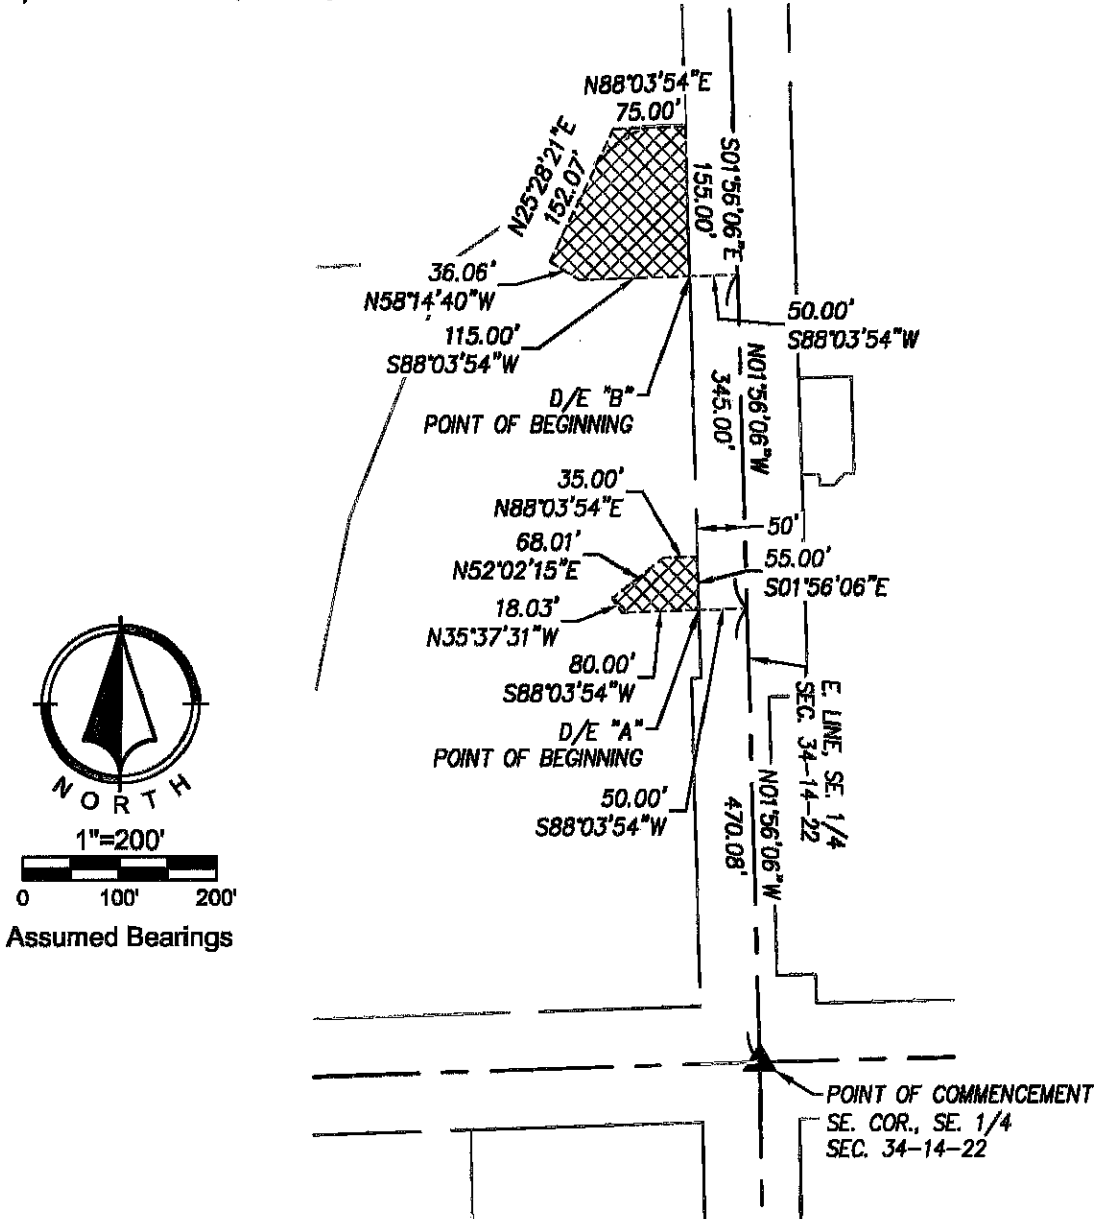 N88°03'54"E
75.00'
N25°28'21"E
152.07'
S01°56'06"E
155.00'
36.06'
N58°14'40"W
115.00'
S88°03'54"W
50.00'
S88°03'54"W
N01°56'06"W
345.00'
D/E "B"
POINT OF BEGINNING
35.00'
N88°03'54"E
50'
68.01'
N52°02'15"E
55.00'
S01°56'06"E
18.03'
N35°37'31"W
80.00'
S88°03'54"W
D/E "A"
POINT OF BEGINNING
50.00'
S88°03'54"W
E. LINE, SE. 1/4
SEC. 34-14-22
N01°56'06"W
470.08'
NORTH
1"=200'
0 100' 200'
Assumed Bearings
POINT OF COMMENCEMENT
SE. COR., SE. 1/4
SEC. 34-14-22